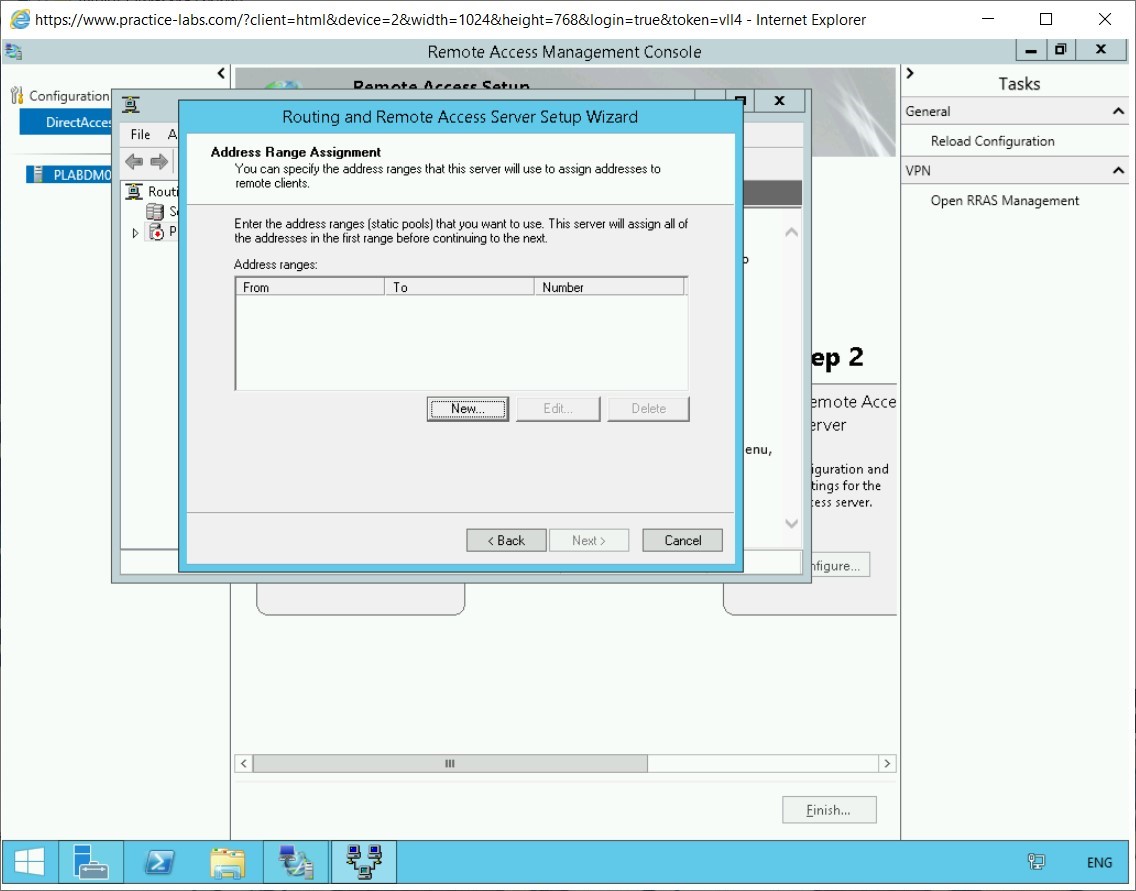 https://www.practice-labs.com/?client=html&device=2&width=1024&height=768&login=true&token=vll4 - Internet Explorer
Remote Access Management Console
Configuration
DirectAcces
PLABDM0
Remote Access Setup
File A
Routi
P
Routing and Remote Access Server Setup Wizard
Address Range Assignment
You can specify the address ranges that this server will use to assign addresses to
remote clients.
Enter the address ranges (static pools) that you want to use. This server will assign all of
the addresses in the first range before continuing to the next.
Address ranges:
From To Number
New... Edit... Delete
< Back Next > Cancel
enu,
ep 2
emote Acce
erver
iguration and
tings for the
ess server.
nfigure...
Finish...
Tasks
General
Reload Configuration
VPN
Open RRAS Management
ENG